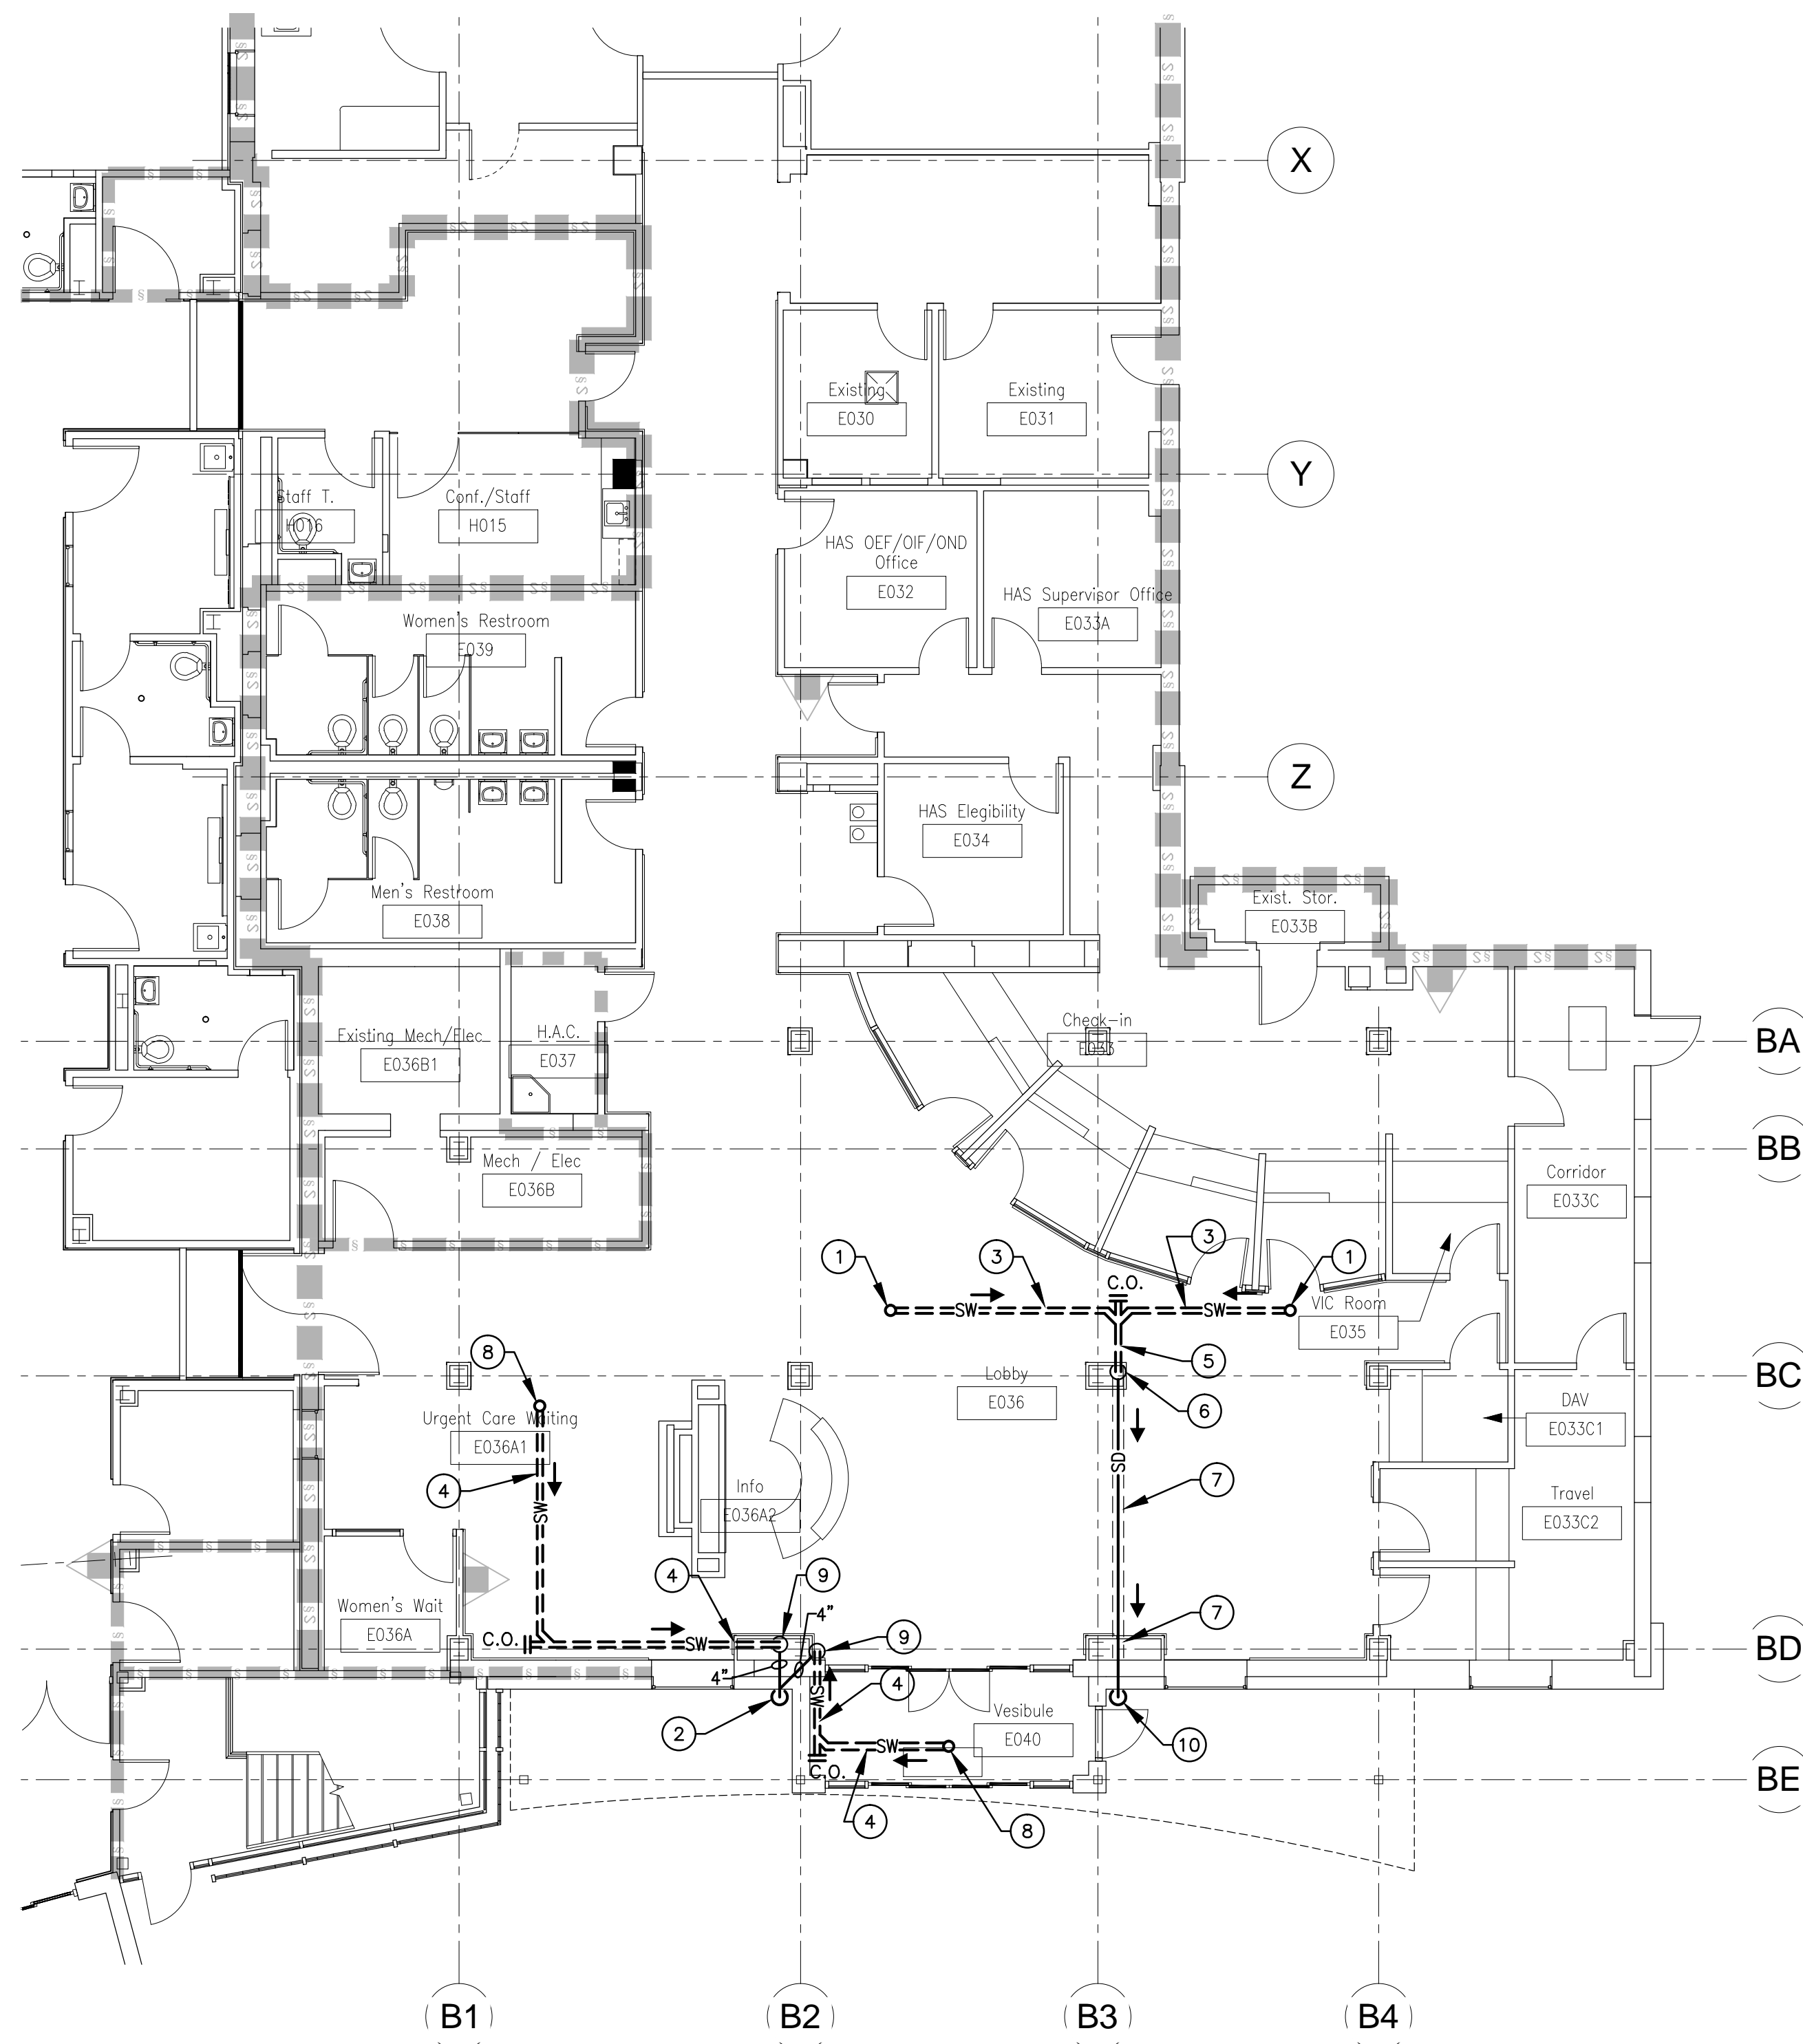 X
Existing
E030
Existing
E031
Y
Staff T.
H016
Conf./Staff
H015
HAS OEF/OIF/OND
Office
E032
HAS Supervisor Office
E033A
Women's Restroom
E039
Z
HAS Elegibility
E034
Men's Restroom
E038
Exist. Stor.
E033B
Check-in
E033
Existing Mech/Elec
E036B1
H.A.C.
E037
BA
BB
Mech / Elec
E036B
Corridor
E033C
1
3
3
1
C.O.
SW
SW
VIC Room
E035
8
5
BC
Lobby
E036
6
DAV
E033C1
Urgent Care Waiting
E036A1
SD
4
7
Info
E036A2
SW
Travel
E033C2
4
9
Women's Wait
E036A
4"
7
C.O.
SW
9
BD
4"
SW
4
2
Vesibule
E040
10
SW
C.O.
BE
4
8
B1
B2
B3
B4